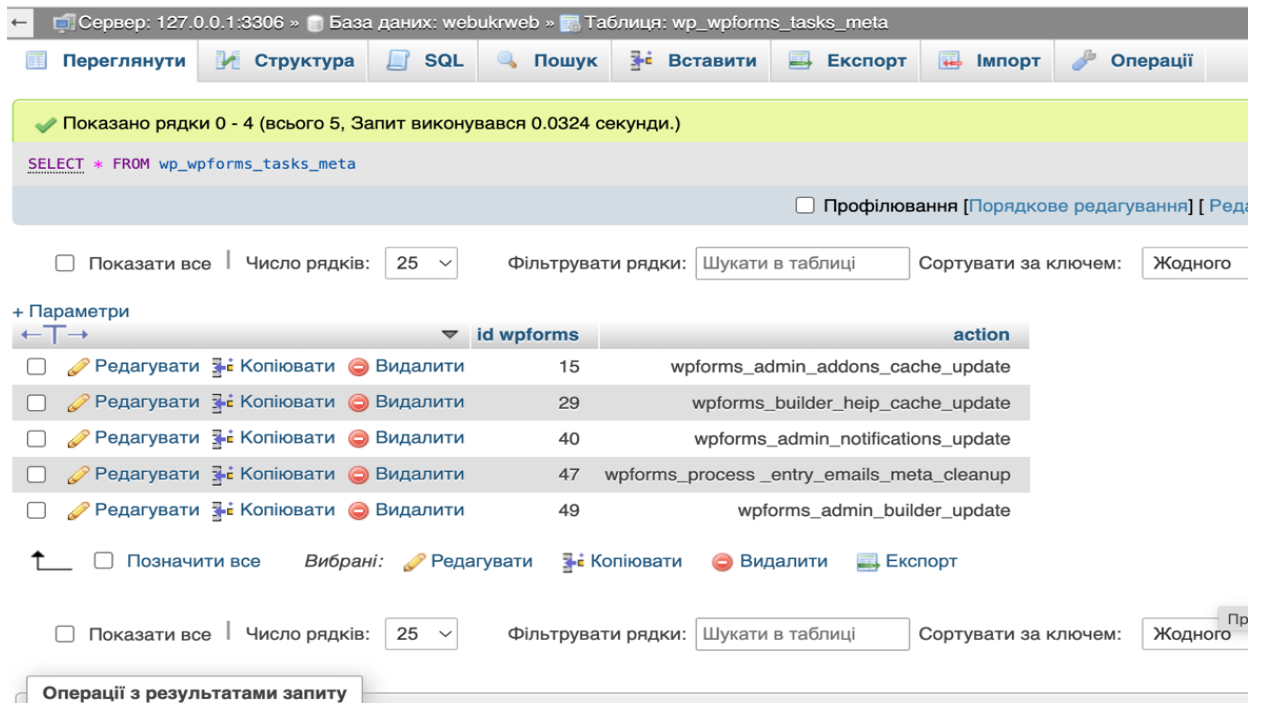 ← Сервер: 127.0.0.1:3306 » База даних: webukrweb » Таблиця: wp_wpforms_tasks_meta
Переглянути Структура SQL Пошук Вставити Експорт Імпорт Операції
Показано рядки 0 - 4 (всього 5, Запит виконувався 0.0324 секунди.)
SELECT * FROM wp_wpforms_tasks_meta
Профілювання [Порядкове редагування] [ Реда
Показати все | Число рядків: 25 Фільтрувати рядки: Шукати в таблиці Сортувати за ключем: Жодного
+ Параметри
←T→ id wpforms action
Редагувати Копіювати Видалити 15 wpforms_admin_addons_cache_update
Редагувати Копіювати Видалити 29 wpforms_builder_heip_cache_update
Редагувати Копіювати Видалити 40 wpforms_admin_notifications_update
Редагувати Копіювати Видалити 47 wpforms_process _entry_emails_meta_cleanup
Редагувати Копіювати Видалити 49 wpforms_admin_builder_update
Позначити все Вибрані: Редагувати Копіювати Видалити Експорт
Показати все | Число рядків: 25 Фільтрувати рядки: Шукати в таблиці Сортувати за ключем: Жодного
Пр
Операції з результатами запиту